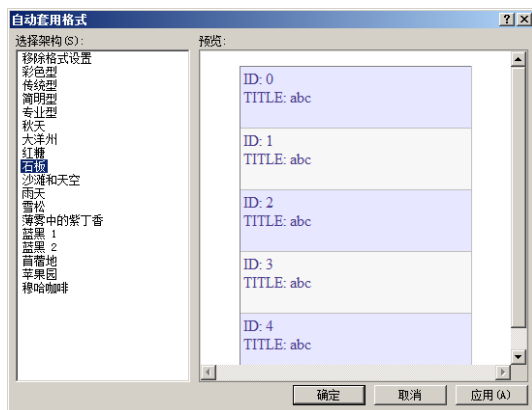 自动套用格式
选择架构(S):
移除格式设置
彩色型
传统型
简明型
专业型
秋天
大洋州
红糖
石板
沙滩和天空
雨天
雪松
薄雾中的紫丁香
蓝黑 1
蓝黑 2
苜蓿地
苹果园
穆哈咖啡
预览:
ID: 0
TITLE: abc
ID: 1
TITLE: abc
ID: 2
TITLE: abc
ID: 3
TITLE: abc
ID: 4
TITLE: abc
确定
取消
应用(A)